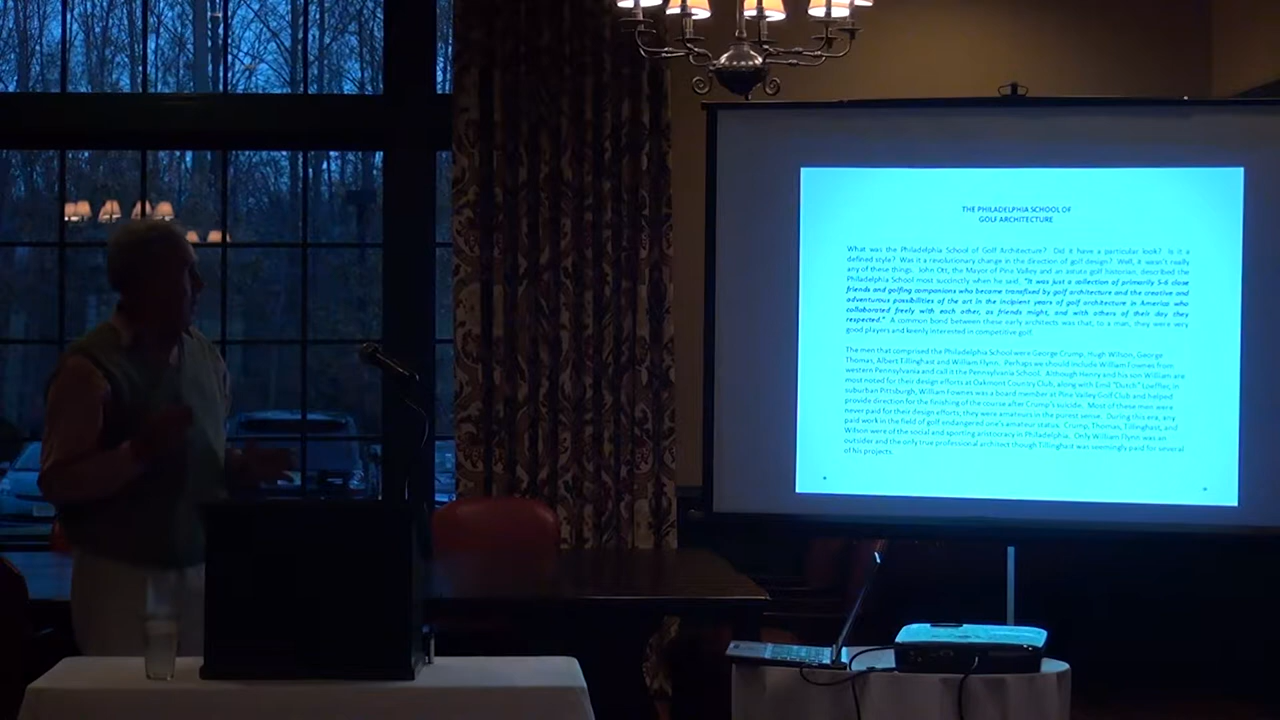 THE PHILADELPHIA SCHOOL OF
GOLF ARCHITECTURE
What was the Philadelphia School of Golf Architecture? Did it have a particular look? Is it a
defined style? Was it a revolutionary change in the direction of golf design? Well, it wasn't really
any of these things. John Ott, the Mayor of Pine Valley and an astute golf historian, described the
Philadelphia School most succinctly when he said, "It was just a collection of primarily 5-6 close
friends and golfing companions who became transfixed by golf architecture and the creative and
adventurous possibilities of the art in the incipient years of golf architecture in America who
collaborated freely with each other, as friends might, and with others of their day they
respected." A common bond between these early architects was that, to a man, they were very
good players and keenly interested in competitive golf.
The men that comprised the Philadelphia School were George Crump, Hugh Wilson, George
Thomas, Albert Tillinghast and William Flynn. Perhaps we should include William Fownes from
western Pennsylvania and call it the Pennsylvania School. Although Henry and his son William are
most noted for their design efforts at Oakmont Country Club, along with Emil "Dutch" Loeffler, in
suburban Pittsburgh, William Fownes was a board member at Pine Valley Golf Club and helped
provide direction for the finishing of the course after Crump's suicide. Most of these men were
never paid for their design efforts; they were amateurs in the purest sense. During this era, any
paid work in the field of golf endangered one's amateur status. Crump, Thomas, Tillinghast, and
Wilson were of the social and sporting aristocracy in Philadelphia. Only William Flynn was an
outsider and the only true professional architect though Tillinghast was seemingly paid for several
of his projects.